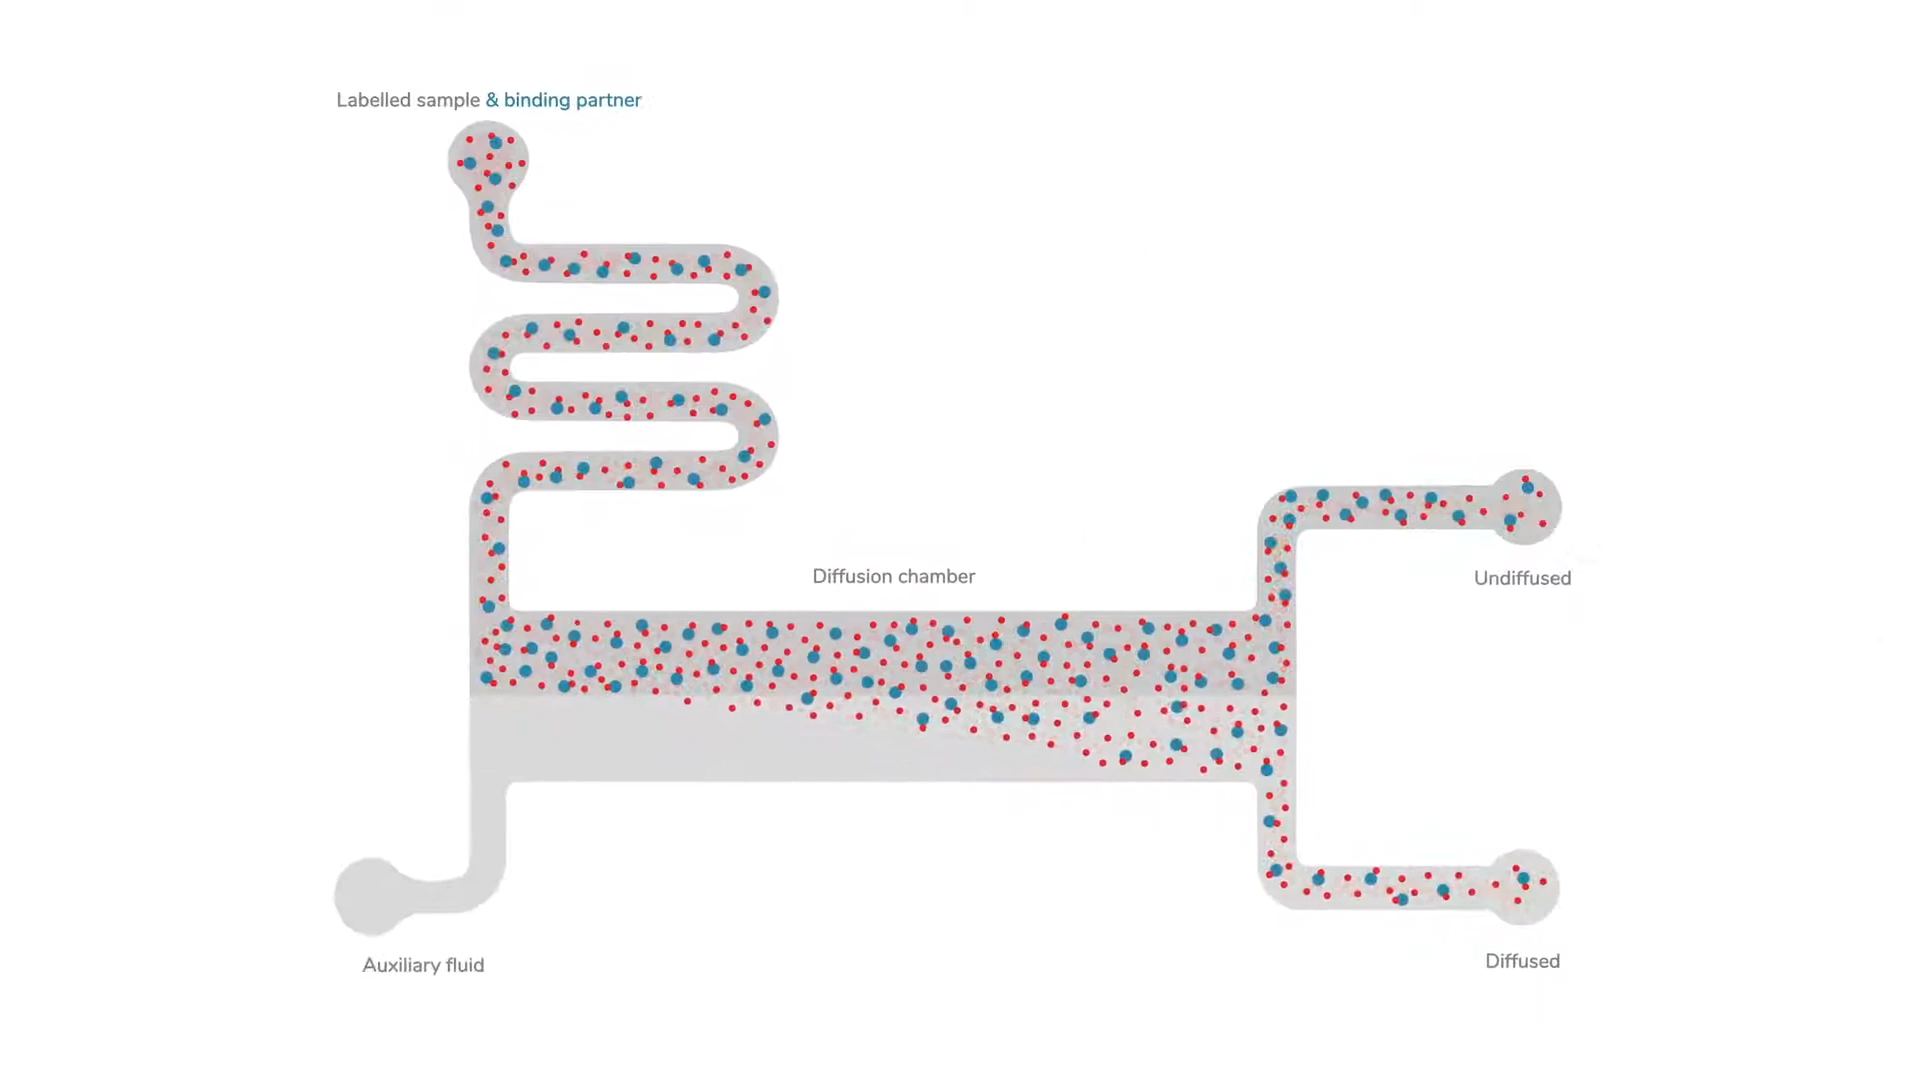 Labelled sample & binding partner
Diffusion chamber
Undiffused
Auxiliary fluid
Diffused